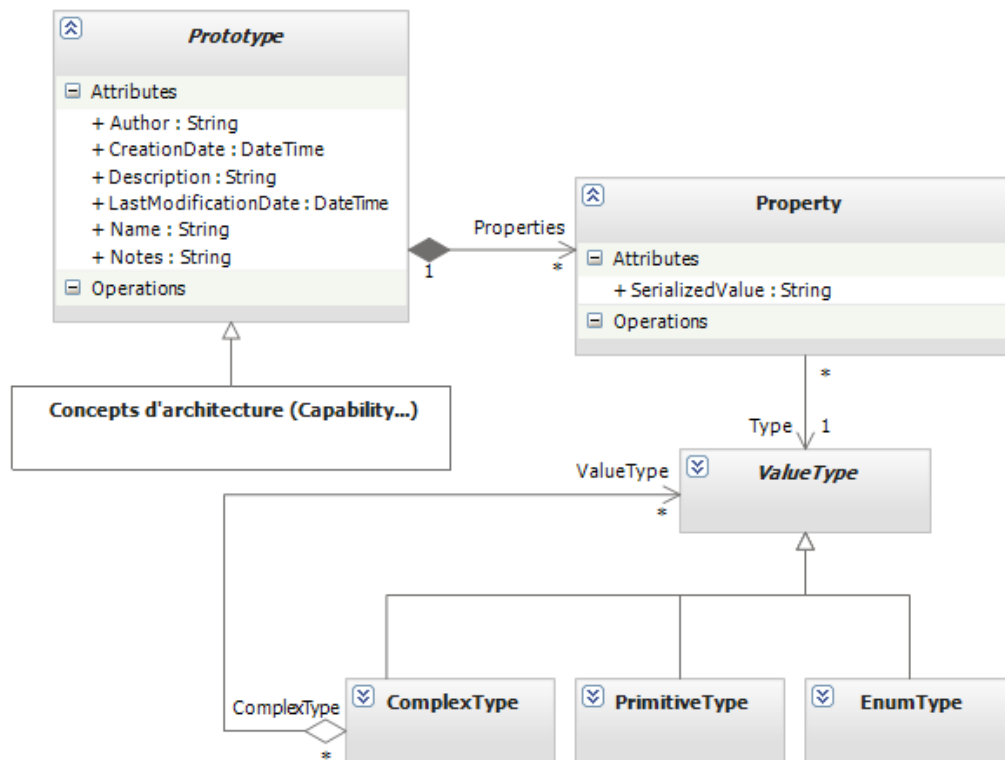 Prototype
Attributes
+ Author : String
+ CreationDate : DateTime
+ Description : String
+ LastModificationDate : DateTime
+ Name : String
+ Notes : String
Operations
1
Properties
*
Property
Attributes
+ SerializedValue : String
Operations
Concepts d'architecture (Capability...)
*
Type
1
ValueType
*
ValueType
ComplexType
*
ComplexType
PrimitiveType
EnumType